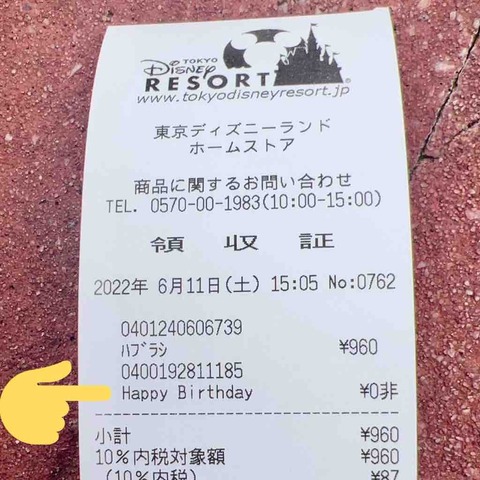 TOKYO
Disney
RESORT®
www.tokyodisneyresort.jp
東京ディズニーランド
ホームストア
商品に関するお問い合わせ
TEL. 0570-00-1983(10:00-15:00)
領 収 証
2022年 6月11日(土) 15:05 No:0762
0401240606739
ﾊﾌﾞﾗｼ ¥960
0400192811185
Happy Birthday ¥0非
小計 ¥960
10%内税対象額 ¥960
(10%内税) ¥87